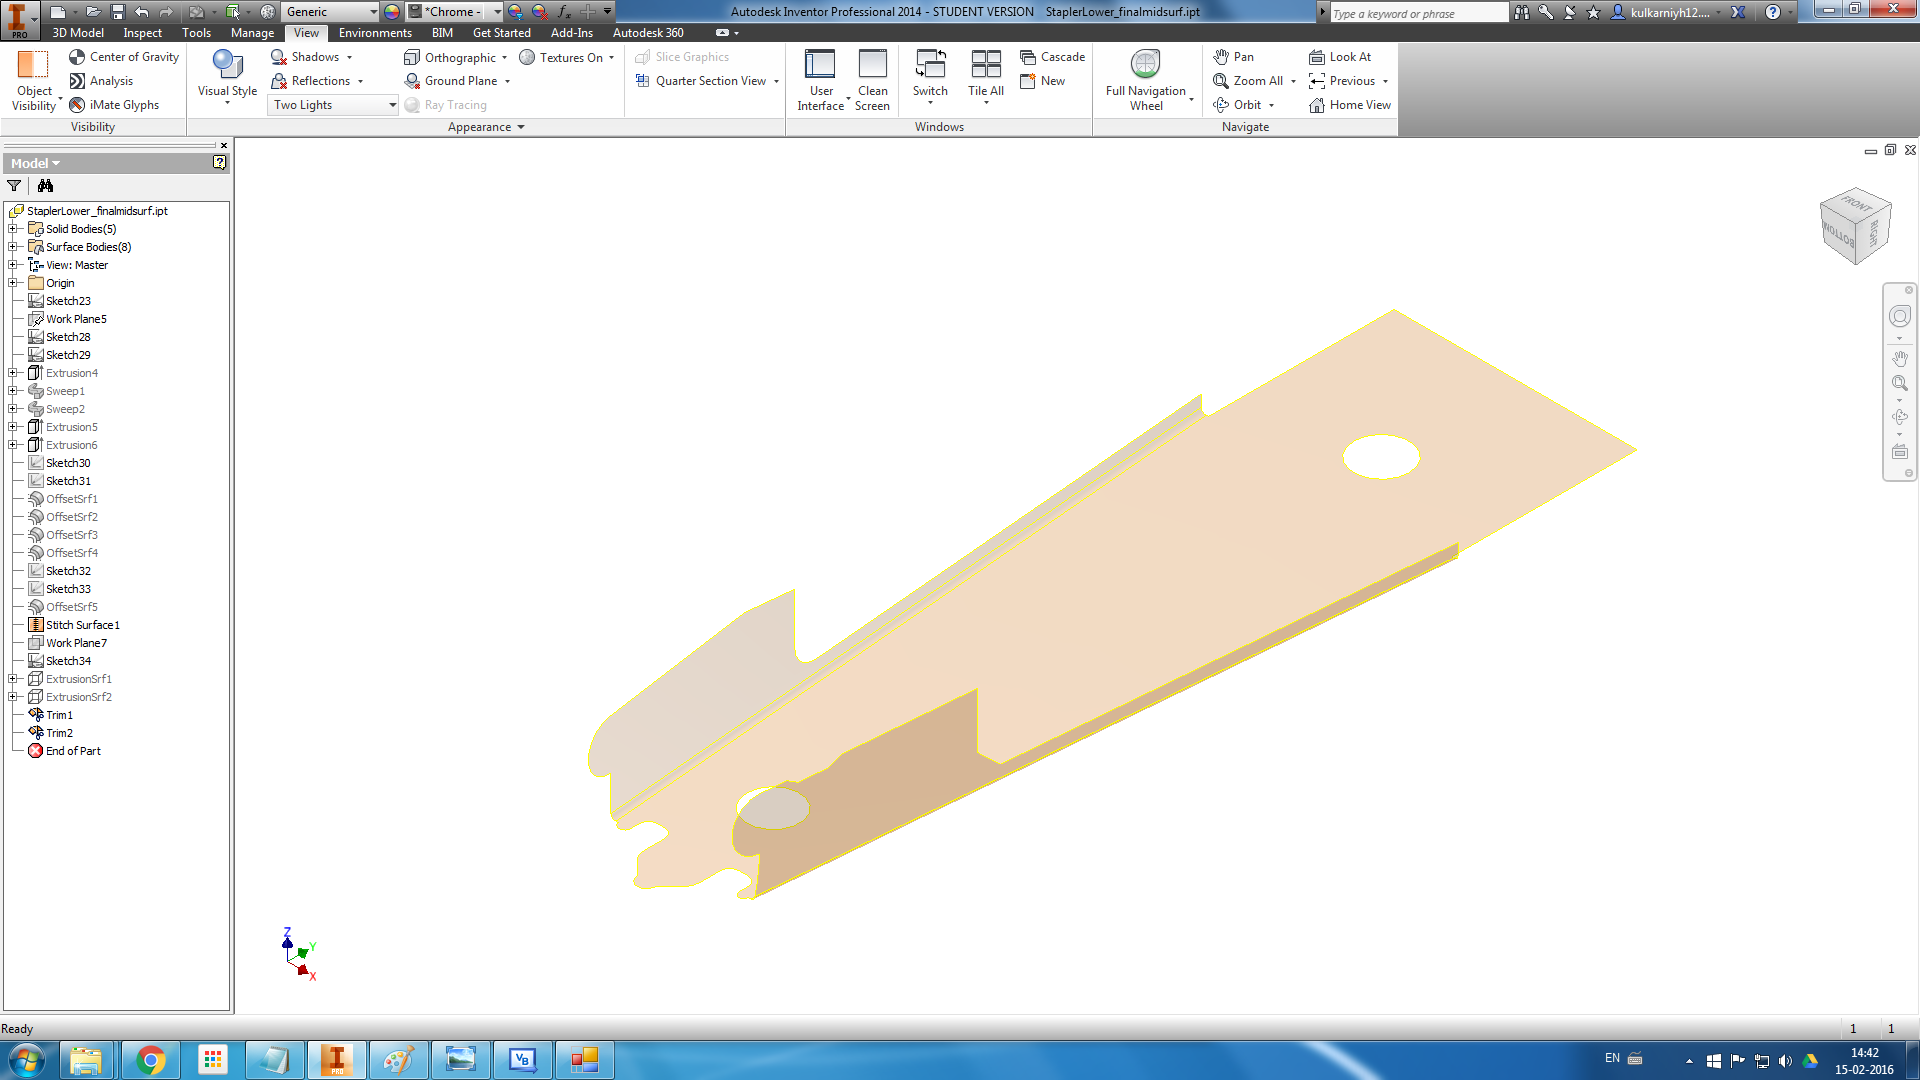 Generic
*Chrome -
Autodesk Inventor Professional 2014 - STUDENT VERSION StaplerLower_finalmidsurf.ipt
Type a keyword or phrase
kulkarniyh12....
PRO
3D Model Inspect Tools Manage View Environments BIM Get Started Add-Ins Autodesk 360
Object Visibility
Center of Gravity
Analysis
iMate Glyphs
Visibility
Visual Style
Shadows
Reflections
Two Lights
Orthographic
Ground Plane
Ray Tracing
Textures On
Slice Graphics
Quarter Section View
Appearance
User Interface
Clean Screen
Switch
Tile All
Cascade
New
Windows
Full Navigation Wheel
Pan
Zoom All
Orbit
Look At
Previous
Home View
Navigate
Model
StaplerLower_finalmidsurf.ipt
Solid Bodies(5)
Surface Bodies(8)
View: Master
Origin
Sketch23
Work Plane5
Sketch28
Sketch29
Extrusion4
Sweep1
Sweep2
Extrusion5
Extrusion6
Sketch30
Sketch31
OffsetSrf1
OffsetSrf2
OffsetSrf3
OffsetSrf4
Sketch32
Sketch33
OffsetSrf5
Stitch Surface1
Work Plane7
Sketch34
ExtrusionSrf1
ExtrusionSrf2
Trim1
Trim2
End of Part
FRONT
BOTTOM
RIGHT
Z
Y
X
Ready
1 1
PRO
VB
EN
14:42
15-02-2016